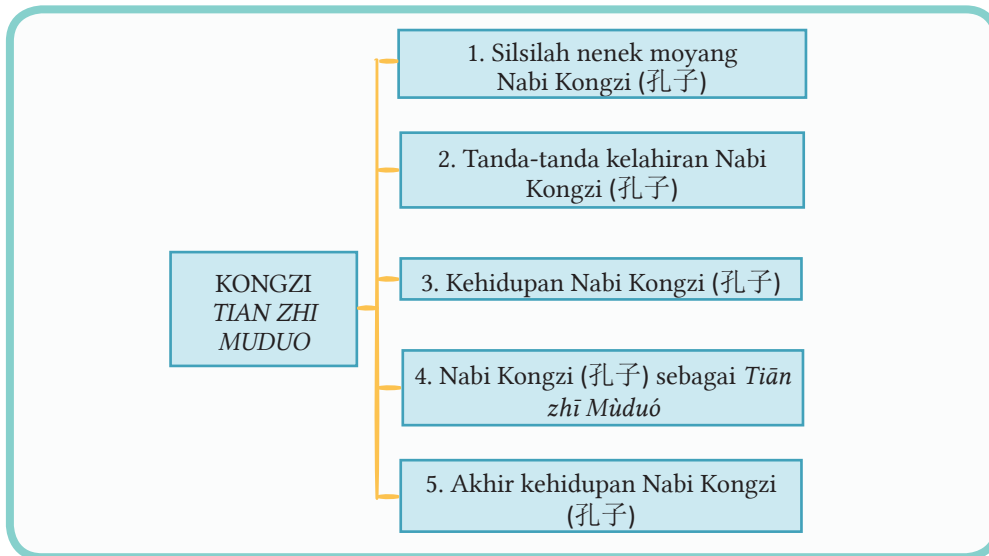 1. Silsilah nenek moyang
Nabi Kongzi (孔子)
2. Tanda-tanda kelahiran Nabi
Kongzi (孔子)
KONGZI
TIAN ZHI
MUDUO
3. Kehidupan Nabi Kongzi (孔子)
4. Nabi Kongzi (孔子) sebagai Tiān
zhī Mùduó
5. Akhir kehidupan Nabi Kongzi
(孔子)